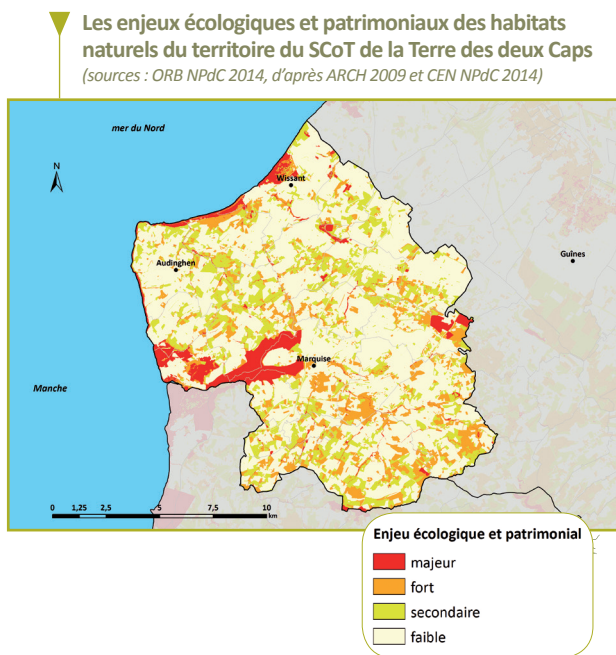 Les enjeux écologiques et patrimoniaux des habitats
naturels du territoire du SCoT de la Terre des deux Caps
(sources : ORB NPdC 2014, d'après ARCH 2009 et CEN NPdC 2014)
mer du Nord
N
Wissant
Guînes
Audinghen
Marquise
Manche
0 1,25 2,5 5 7,5 10
km
Enjeu écologique et patrimonial
majeur
fort
secondaire
faible